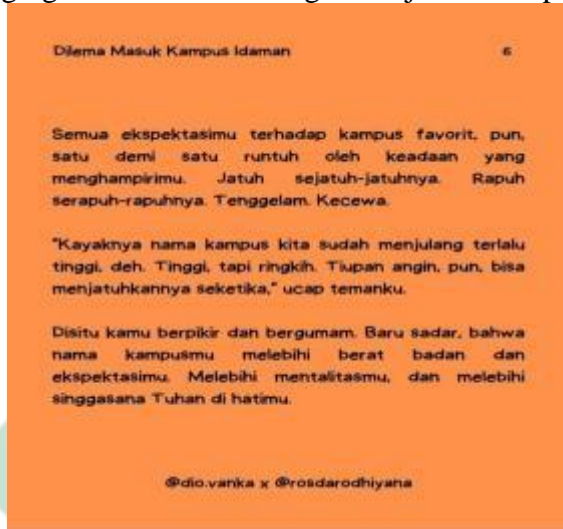 Dilema Masuk Kampus Idaman 6
Semua ekspektasimu terhadap kampus favorit, pun,
satu demi satu runtuh oleh keadaan yang
menghampirimu. Jatuh sejatuh-jatuhnya. Rapuh
serapuh-rapuhnya. Tenggelam. Kecewa.
"Kayaknya nama kampus kita sudah menjulang terlalu
tinggi, deh. Tinggi, tapi ringkih. Tiupan angin, pun, bisa
menjatuhkannya seketika," ucap temanku.
Disitu kamu berpikir dan bergumam. Baru sadar, bahwa
nama kampusmu melebihi berat badan dan
ekspektasimu. Melebihi mentalitasmu, dan melebihi
singgasana Tuhan di hatimu.
@dio.vanka x @rosdarodhiyana